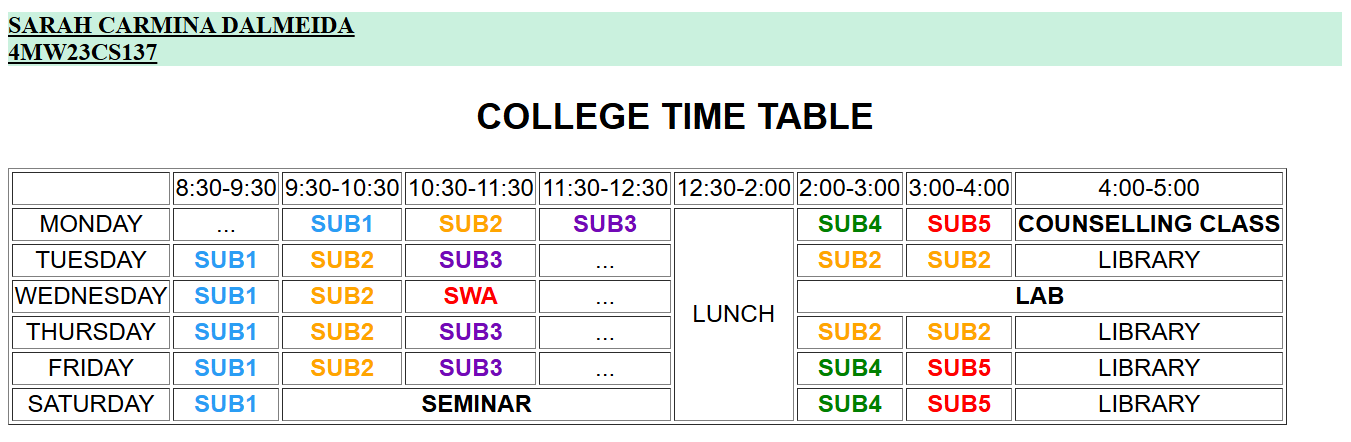 SARAH CARMINA DALMEIDA
4MW23CS137
COLLEGE TIME TABLE
8:30-9:30 9:30-10:30 10:30-11:30 11:30-12:30 12:30-2:00 2:00-3:00 3:00-4:00 4:00-5:00
MONDAY ... SUB1 SUB2 SUB3 SUB4 SUB5 COUNSELLING CLASS
TUESDAY SUB1 SUB2 SUB3 ... SUB2 SUB2 LIBRARY
WEDNESDAY SUB1 SUB2 SWA ... LAB
LUNCH
THURSDAY SUB1 SUB2 SUB3 ... SUB2 SUB2 LIBRARY
FRIDAY SUB1 SUB2 SUB3 ... SUB4 SUB5 LIBRARY
SATURDAY SUB1 SEMINAR SUB4 SUB5 LIBRARY